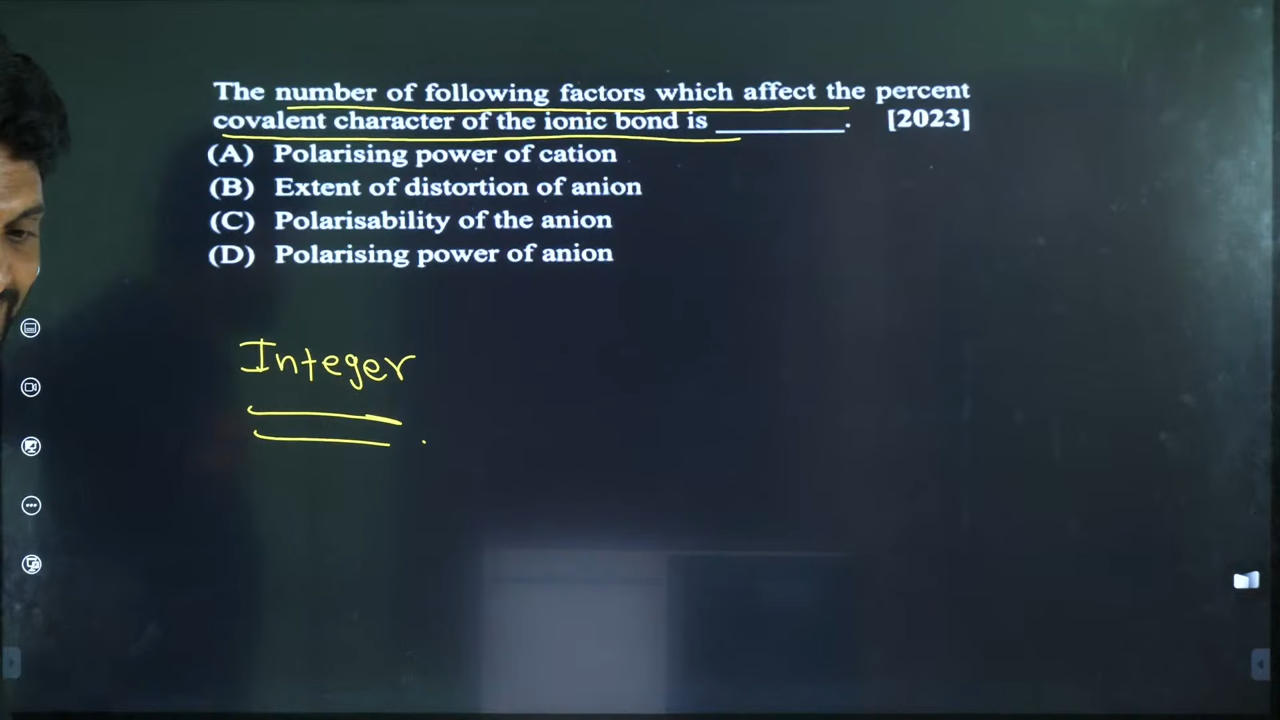 The number of following factors which affect the percent
covalent character of the ionic bond is ________. [2023]
(A) Polarising power of cation
(B) Extent of distortion of anion
(C) Polarisability of the anion
(D) Polarising power of anion
Integer